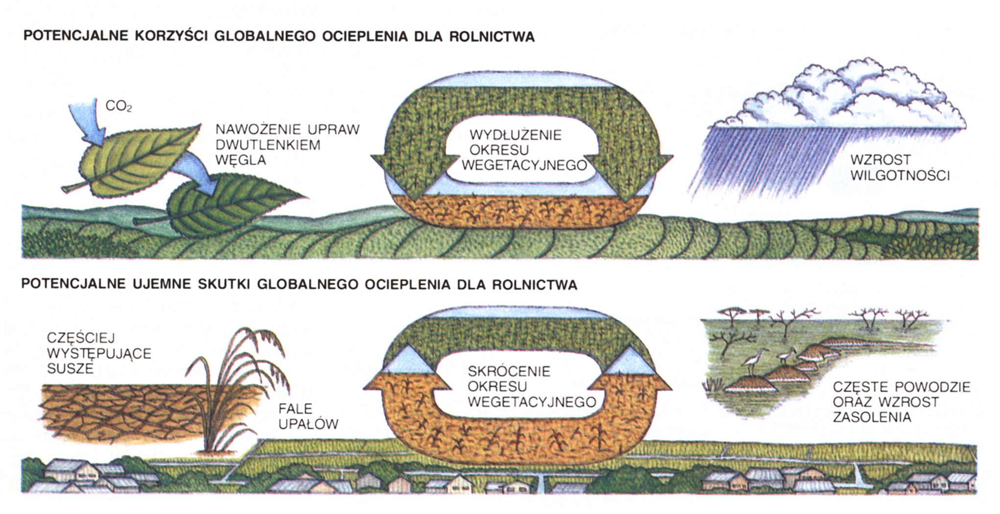 POTENCJALNE KORZYŚCI GLOBALNEGO OCIEPLENIA DLA ROLNICTWA
CO₂
NAWOŻENIE UPRAW
DWUTLENKIEM
WĘGLA
WYDŁUŻENIE
OKRESU
WEGETACYJNEGO
WZROST
WILGOTNOŚCI
POTENCJALNE UJEMNE SKUTKI GLOBALNEGO OCIEPLENIA DLA ROLNICTWA
CZĘŚCIEJ
WYSTĘPUJĄCE
SUSZE
FALE
UPAŁÓW
SKRÓCENIE
OKRESU
WEGETACYJNEGO
CZĘSTE POWODZIE
ORAZ WZROST
ZASOLENIA